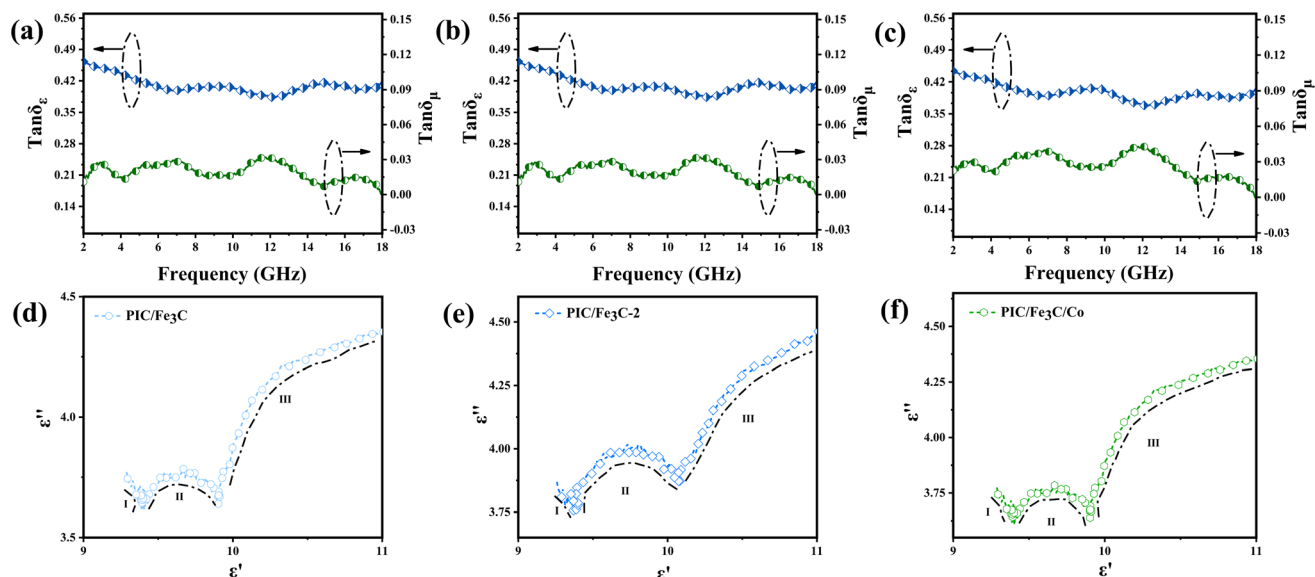 (a)
0.56
0.49
0.42
0.35
0.28
0.21
0.14
Tanδε
0.15
0.12
0.09
0.06
0.03
0.00
-0.03
Tanδμ
2 4 6 8 10 12 14 16 18
Frequency (GHz)
(b)
0.56
0.49
0.42
0.35
0.28
0.21
0.14
Tanδε
0.15
0.12
0.09
0.06
0.03
0.00
-0.03
Tanδμ
2 4 6 8 10 12 14 16 18
Frequency (GHz)
(c)
0.56
0.49
0.42
0.35
0.28
0.21
0.14
Tanδε
0.15
0.12
0.09
0.06
0.03
0.00
-0.03
Tanδμ
2 4 6 8 10 12 14 16 18
Frequency (GHz)
(d)
PIC/Fe3C
4.5
4.0
3.5
ε''
I
II
III
9 10 11
ε'
(e)
PIC/Fe3C-2
4.50
4.25
4.00
3.75
ε''
I
II
III
9 10 11
ε'
(f)
PIC/Fe3C/Co
4.50
4.25
4.00
3.75
ε''
I
II
III
9 10 11
ε'